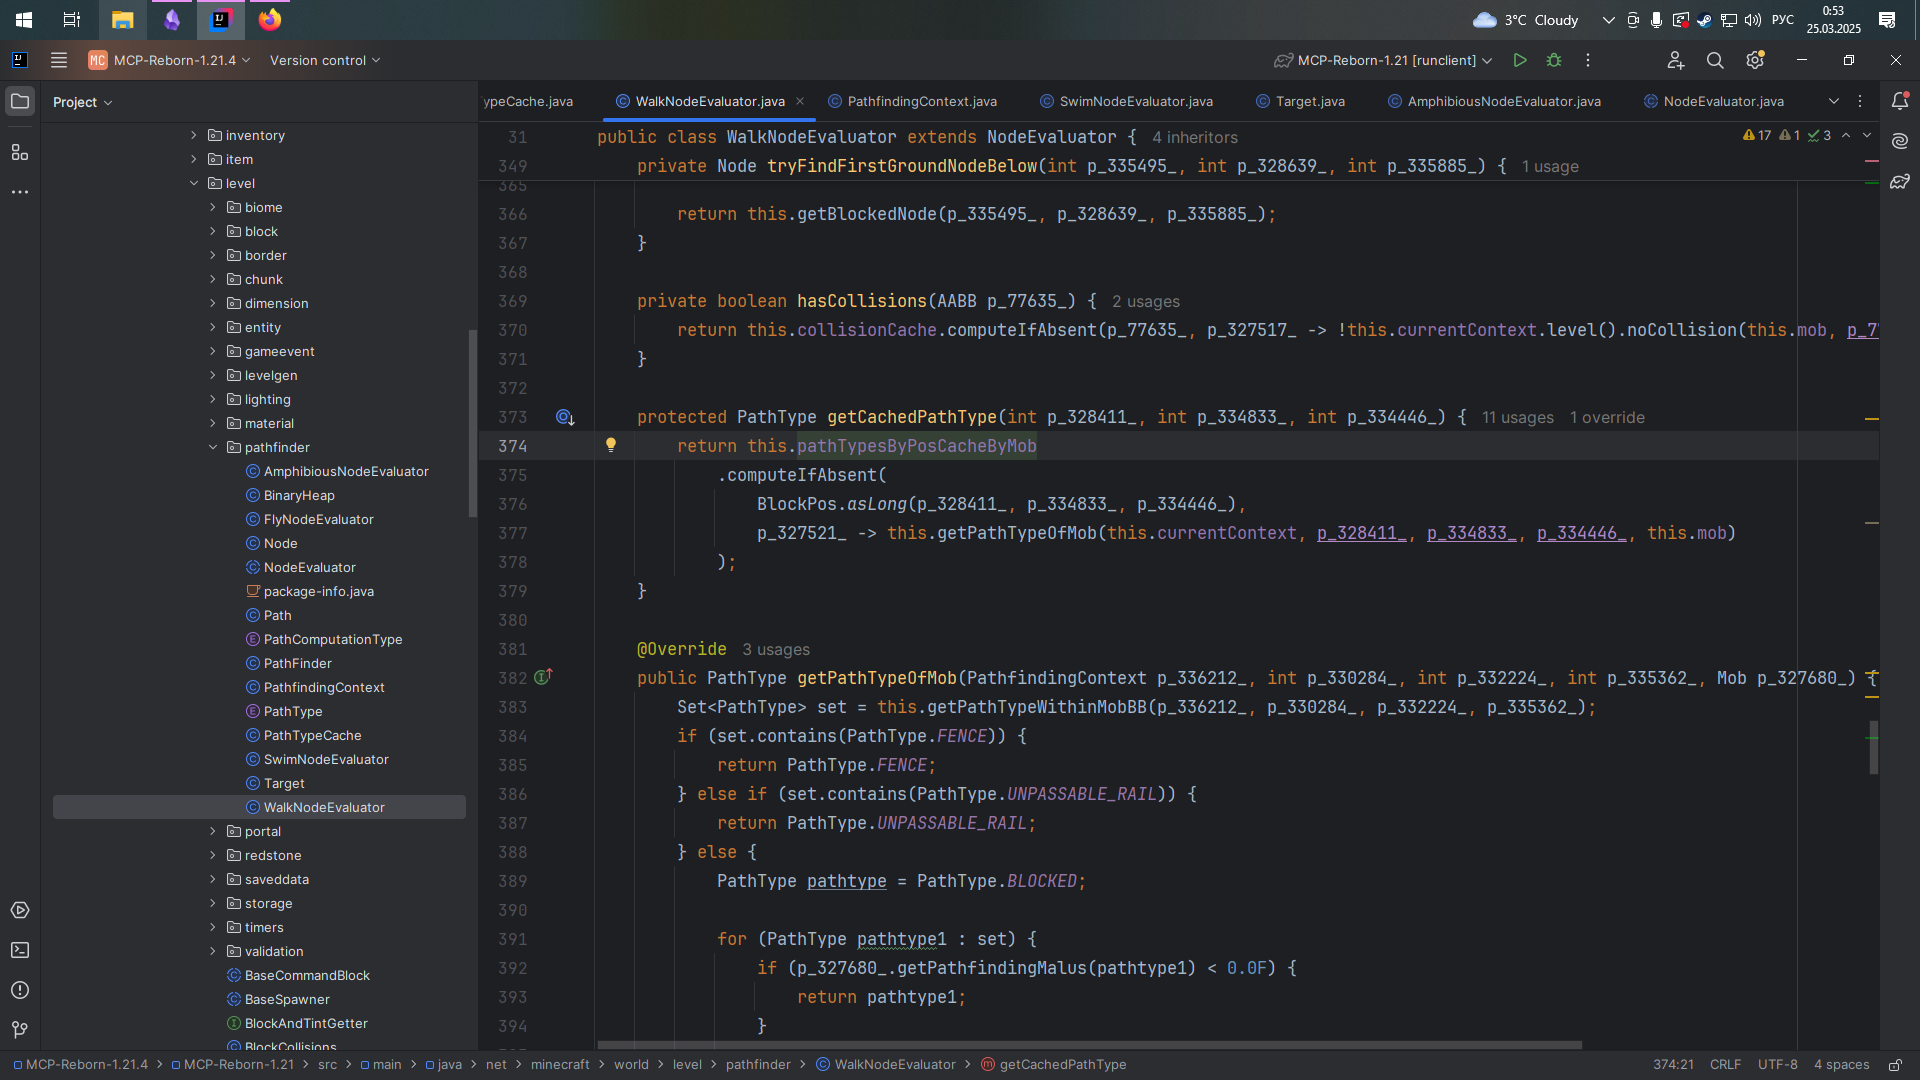 3°C Cloudy
РУС
0:53
25.03.2025
MC MCP-Reborn-1.21.4
Version control
MCP-Reborn-1.21 [runclient]
Project
ypeCache.java
WalkNodeEvaluator.java
PathfindingContext.java
SwimNodeEvaluator.java
Target.java
AmphibiousNodeEvaluator.java
NodeEvaluator.java
inventory
item
level
biome
block
border
chunk
dimension
entity
gameevent
levelgen
lighting
material
pathfinder
AmphibiousNodeEvaluator
BinaryHeap
FlyNodeEvaluator
Node
NodeEvaluator
package-info.java
Path
PathComputationType
PathFinder
PathfindingContext
PathType
PathTypeCache
SwimNodeEvaluator
Target
WalkNodeEvaluator
portal
redstone
saveddata
storage
timers
validation
BaseCommandBlock
BaseSpawner
BlockAndTintGetter
BlockCollisions
17 1 3
31 public class WalkNodeEvaluator extends NodeEvaluator { 4 inheritors
349 private Node tryFindFirstGroundNodeBelow(int p_335495_, int p_328639_, int p_335885_) { 1 usage
365
366 return this.getBlockedNode(p_335495_, p_328639_, p_335885_);
367 }
368
369 private boolean hasCollisions(AABB p_77635_) { 2 usages
370 return this.collisionCache.computeIfAbsent(p_77635_, p_327517_ -> !this.currentContext.level().noCollision(this.mob, p_7
371 }
372
373 protected PathType getCachedPathType(int p_328411_, int p_334833_, int p_334446_) { 11 usages 1 override
374 return this.pathTypesByPosCacheByMob
375 .computeIfAbsent(
376 BlockPos.asLong(p_328411_, p_334833_, p_334446_),
377 p_327521_ -> this.getPathTypeOfMob(this.currentContext, p_328411_, p_334833_, p_334446_, this.mob)
378 );
379 }
380
381 @Override 3 usages
382 public PathType getPathTypeOfMob(PathfindingContext p_336212_, int p_330284_, int p_332224_, int p_335362_, Mob p_327680_) {
383 Set<PathType> set = this.getPathTypeWithinMobBB(p_336212_, p_330284_, p_332224_, p_335362_);
384 if (set.contains(PathType.FENCE)) {
385 return PathType.FENCE;
386 } else if (set.contains(PathType.UNPASSABLE_RAIL)) {
387 return PathType.UNPASSABLE_RAIL;
388 } else {
389 PathType pathtype = PathType.BLOCKED;
390
391 for (PathType pathtype1 : set) {
392 if (p_327680_.getPathfindingMalus(pathtype1) < 0.0F) {
393 return pathtype1;
394 }
MCP-Reborn-1.21.4 > MCP-Reborn-1.21 > src > main > java > net > minecraft > world > level > pathfinder > WalkNodeEvaluator > getCachedPathType
374:21 CRLF UTF-8 4 spaces